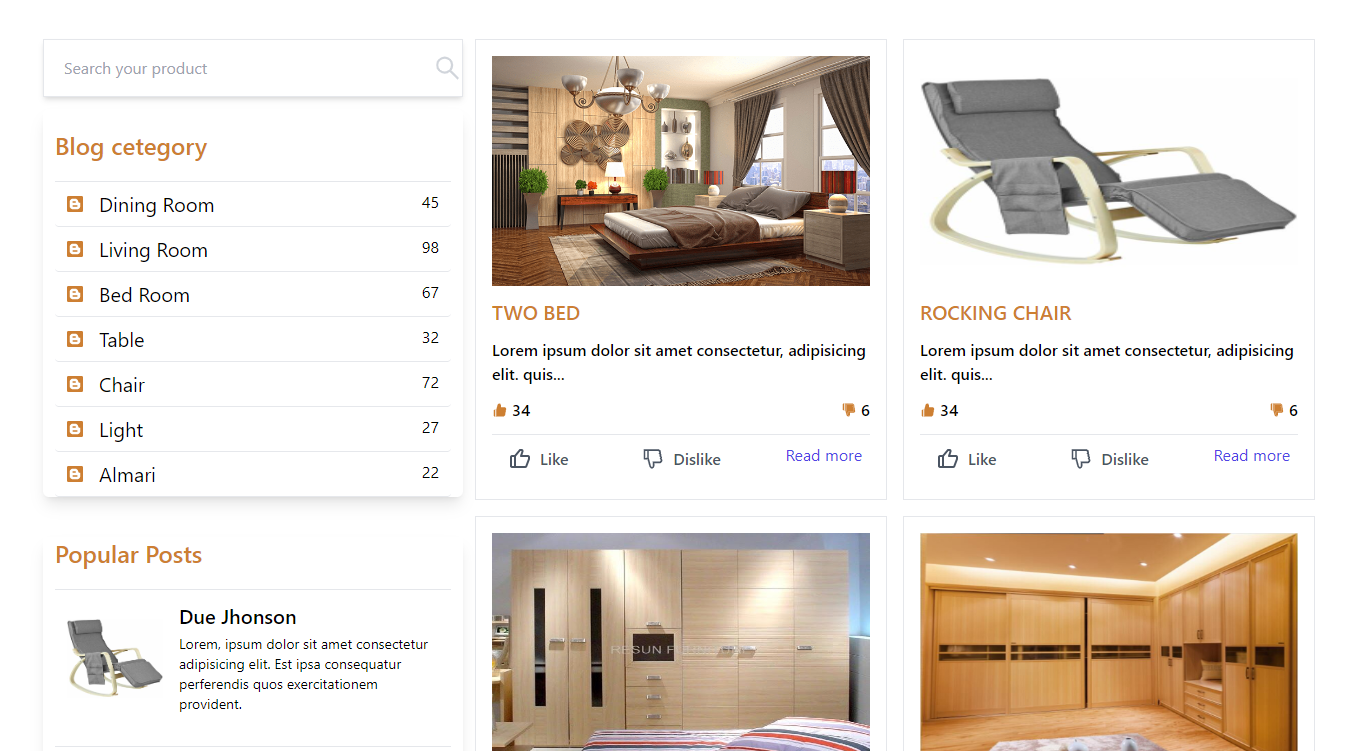 Search your product
Blog cetegory
Dining Room 45
Living Room 98
Bed Room 67
Table 32
Chair 72
Light 27
Almari 22
Popular Posts
Due Jhonson
Lorem, ipsum dolor sit amet consectetur
adipisicing elit. Est ipsa consequatur
perferendis quos exercitationem
provident.
TWO BED
Lorem ipsum dolor sit amet consectetur, adipisicing
elit. quis...
34 6
Like Dislike Read more
ROCKING CHAIR
Lorem ipsum dolor sit amet consectetur, adipisicing
elit. quis...
34 6
Like Dislike Read more
RESUN